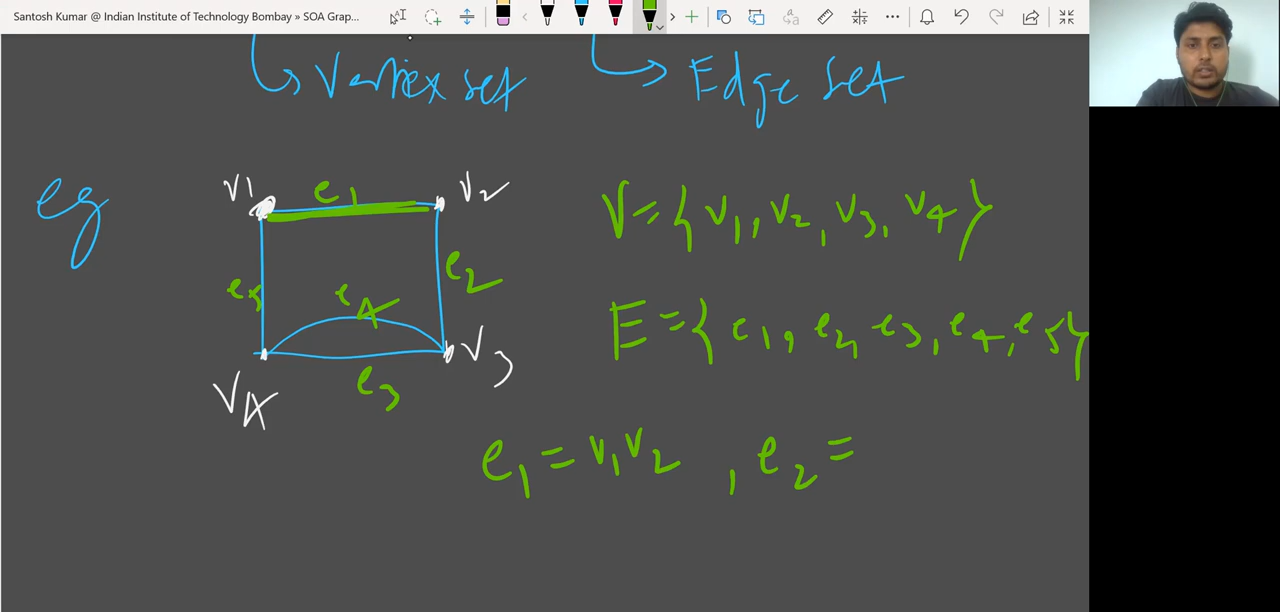 Santosh Kumar @ Indian Institute of Technology Bombay » SOA Grap...
Vertex set
Edge set
eg
v1
e1
v2
V={v1, v2, v3, v4}
e5
e4
e2
E={e1, e2, e3, e4, e5}
V4
e3
V3
e1=v1v2, e2=